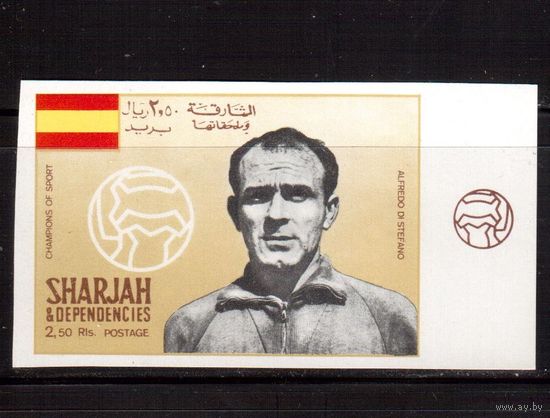 ٢٫٥٠ ريال
بريد
الشارقة
وملحقاتها
CHAMPIONS OF SPORT
ALFREDO DI STEFANO
SHARJAH
& DEPENDENCIES
2,50 Rls. POSTAGE
www.ay.by